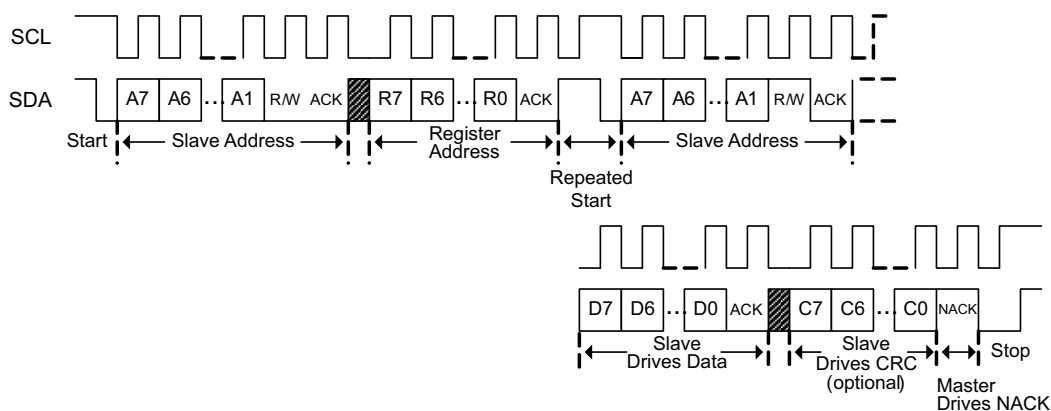 SCL
SDA
A7 A6 ... A1 R/W ACK R7 R6 ... R0 ACK A7 A6 ... A1 R/W ACK
Start
Slave Address
Register
Address
Repeated
Start
Slave Address
D7 D6 ... D0 ACK C7 C6 ... C0 NACK
Slave
Drives Data
Slave
Drives CRC
(optional)
Master
Drives NACK
Stop